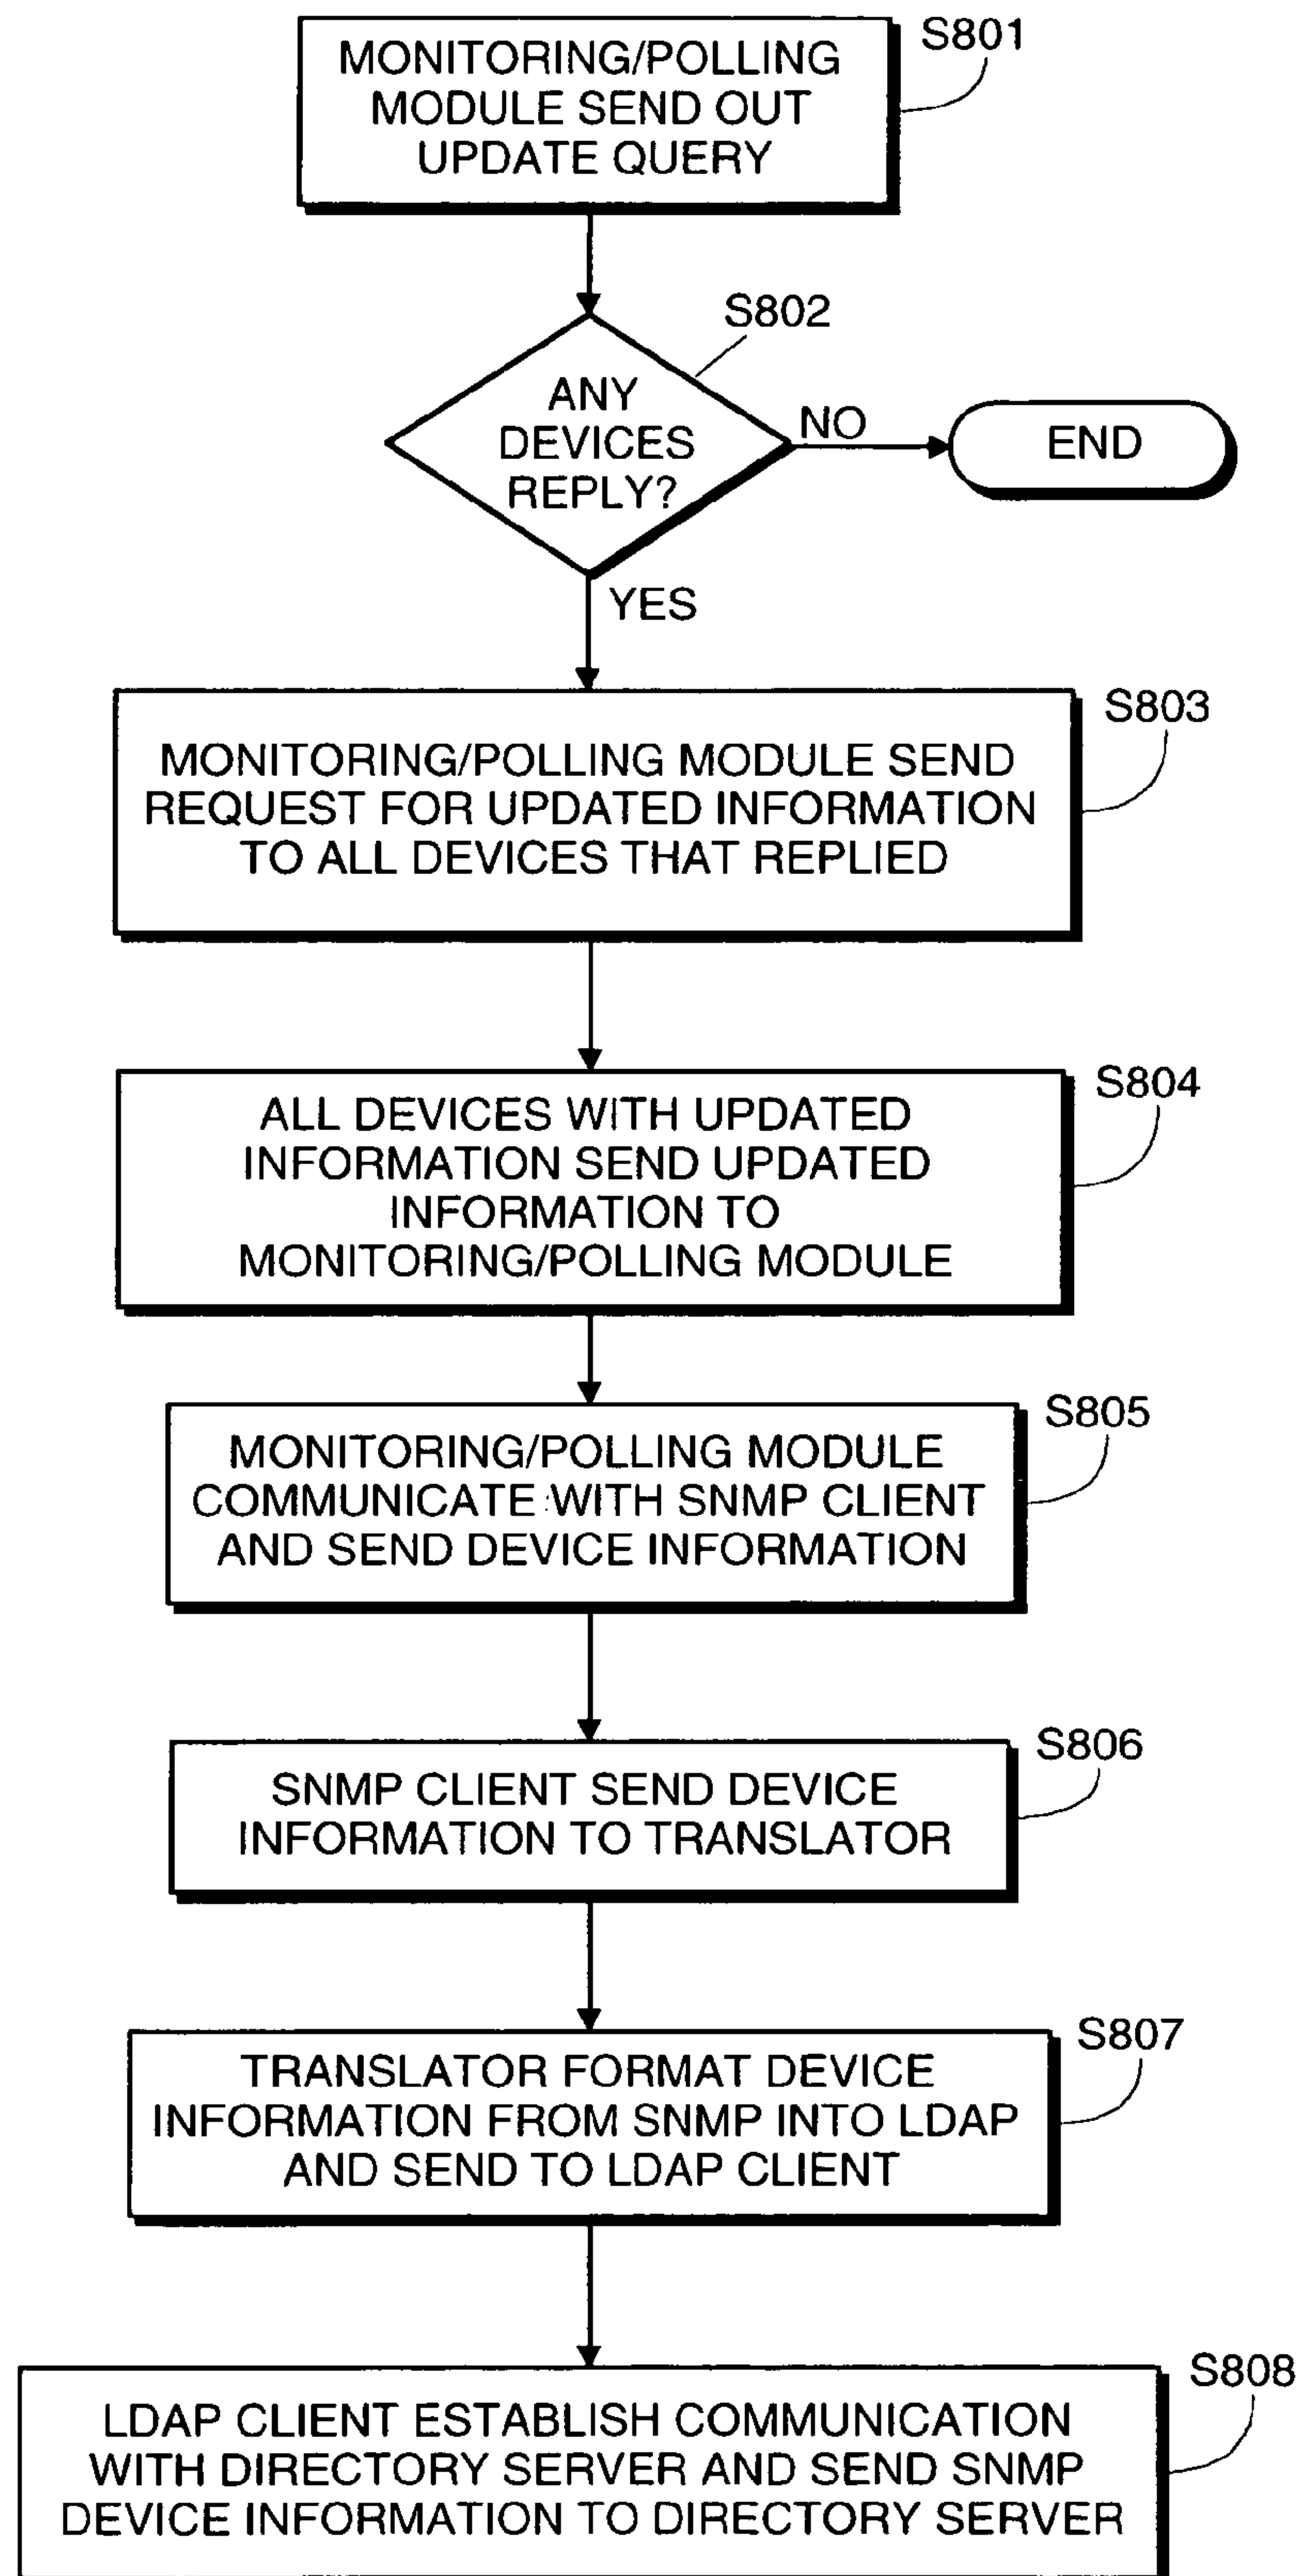 S801
MONITORING/POLLING
MODULE SEND OUT
UPDATE QUERY
S802
ANY
DEVICES
REPLY?
NO
END
YES
S803
MONITORING/POLLING MODULE SEND
REQUEST FOR UPDATED INFORMATION
TO ALL DEVICES THAT REPLIED
S804
ALL DEVICES WITH UPDATED
INFORMATION SEND UPDATED
INFORMATION TO
MONITORING/POLLING MODULE
S805
MONITORING/POLLING MODULE
COMMUNICATE WITH SNMP CLIENT
AND SEND DEVICE INFORMATION
S806
SNMP CLIENT SEND DEVICE
INFORMATION TO TRANSLATOR
S807
TRANSLATOR FORMAT DEVICE
INFORMATION FROM SNMP INTO LDAP
AND SEND TO LDAP CLIENT
S808
LDAP CLIENT ESTABLISH COMMUNICATION
WITH DIRECTORY SERVER AND SEND SNMP
DEVICE INFORMATION TO DIRECTORY SERVER